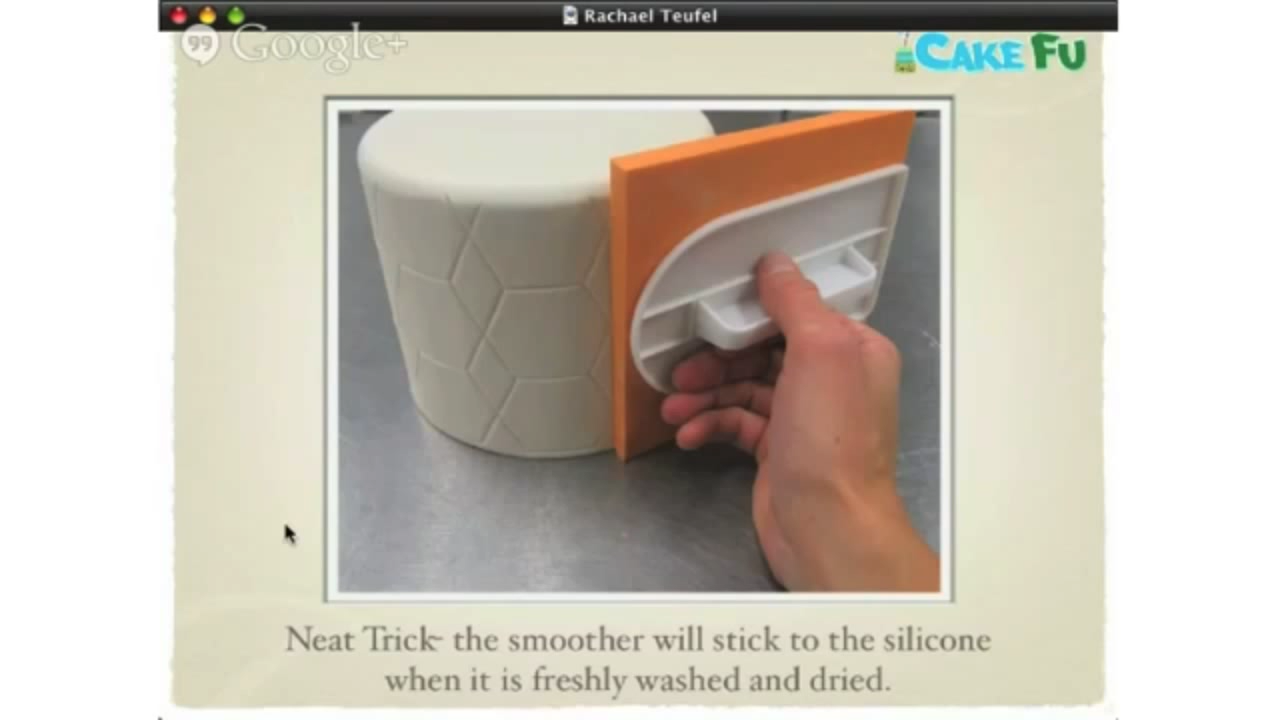 Rachael Teufel
99 Google+
CAKE FU
Neat Trick- the smoother will stick to the silicone
when it is freshly washed and dried.